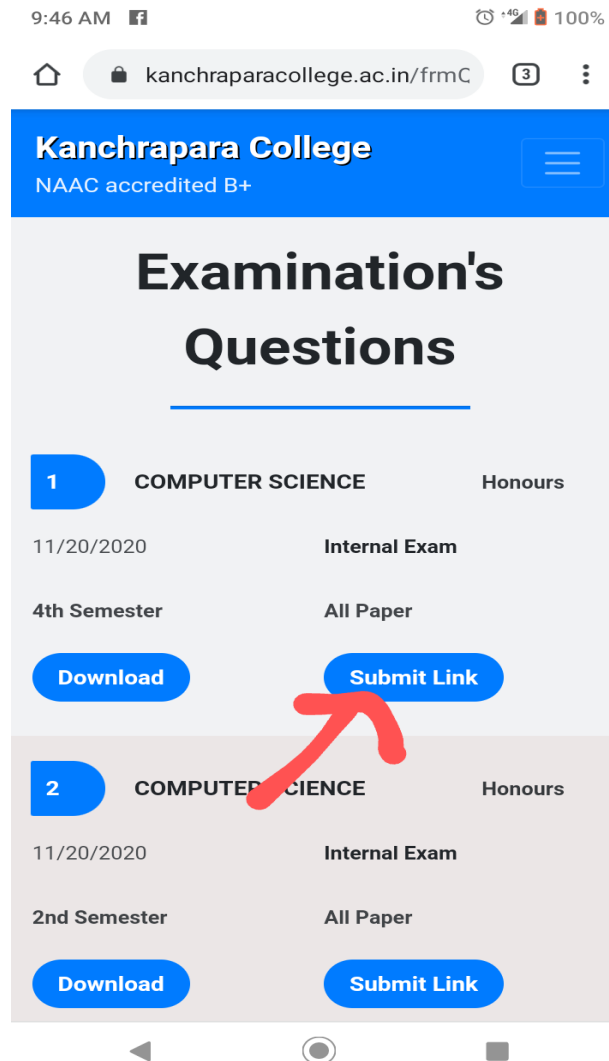 9:46 AM
4G 100%
kanchraparacollege.ac.in/frmQ 3
Kanchrapara College
NAAC accredited B+
Examination's
Questions
1 COMPUTER SCIENCE Honours
11/20/2020 Internal Exam
4th Semester All Paper
Download Submit Link
2 COMPUTER SCIENCE Honours
11/20/2020 Internal Exam
2nd Semester All Paper
Download Submit Link